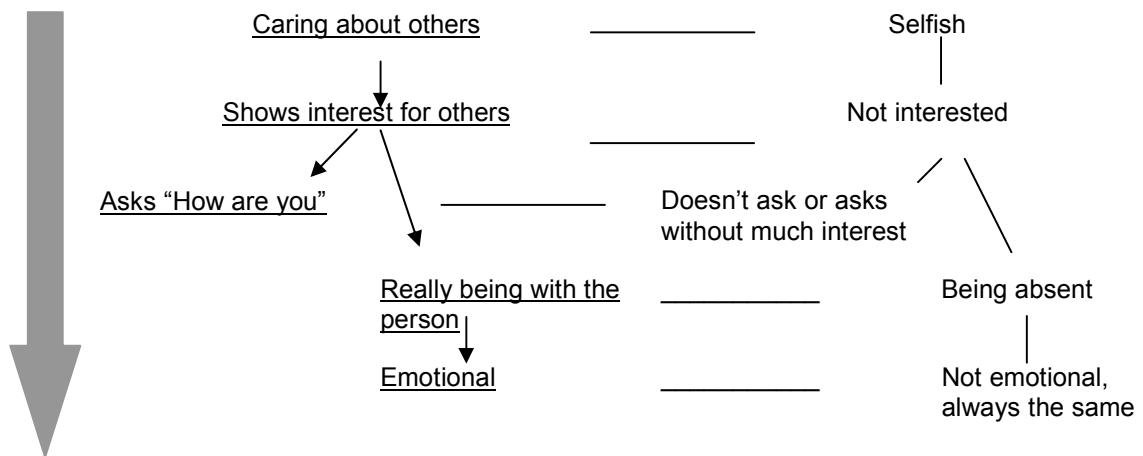 Caring about others
Selfish
Shows interest for others
Not interested
Asks “How are you”
Doesn’t ask or asks
without much interest
Really being with the
person
Being absent
Emotional
Not emotional,
always the same